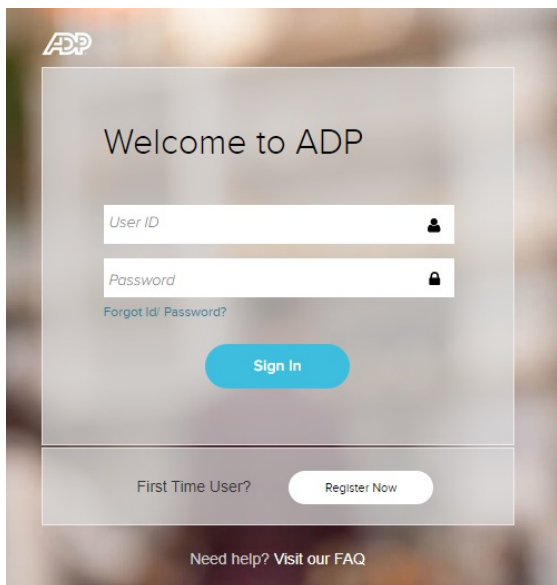 ADP
Welcome to ADP
User ID
Password
Forgot Id/ Password?
Sign In
First Time User? Register Now
Need help? Visit our FAQ